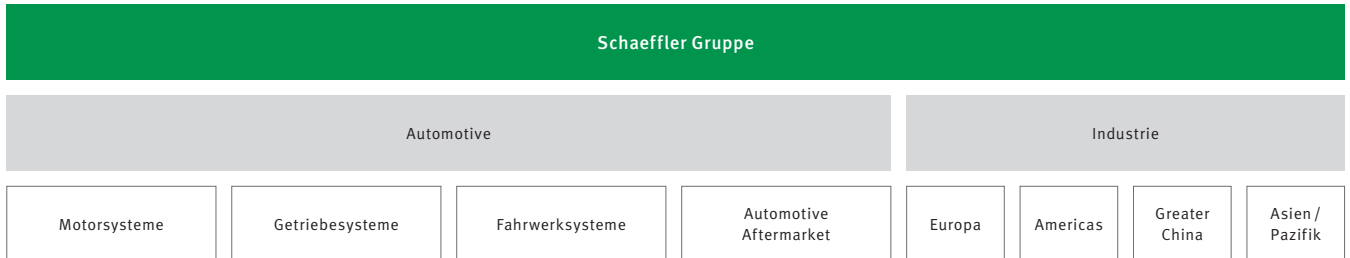 Schaeffler Gruppe
Automotive
Industrie
Motorsysteme
Getriebesysteme
Fahrwerksysteme
Automotive
Aftermarket
Europa
Americas
Greater
China
Asien /
Pazifik